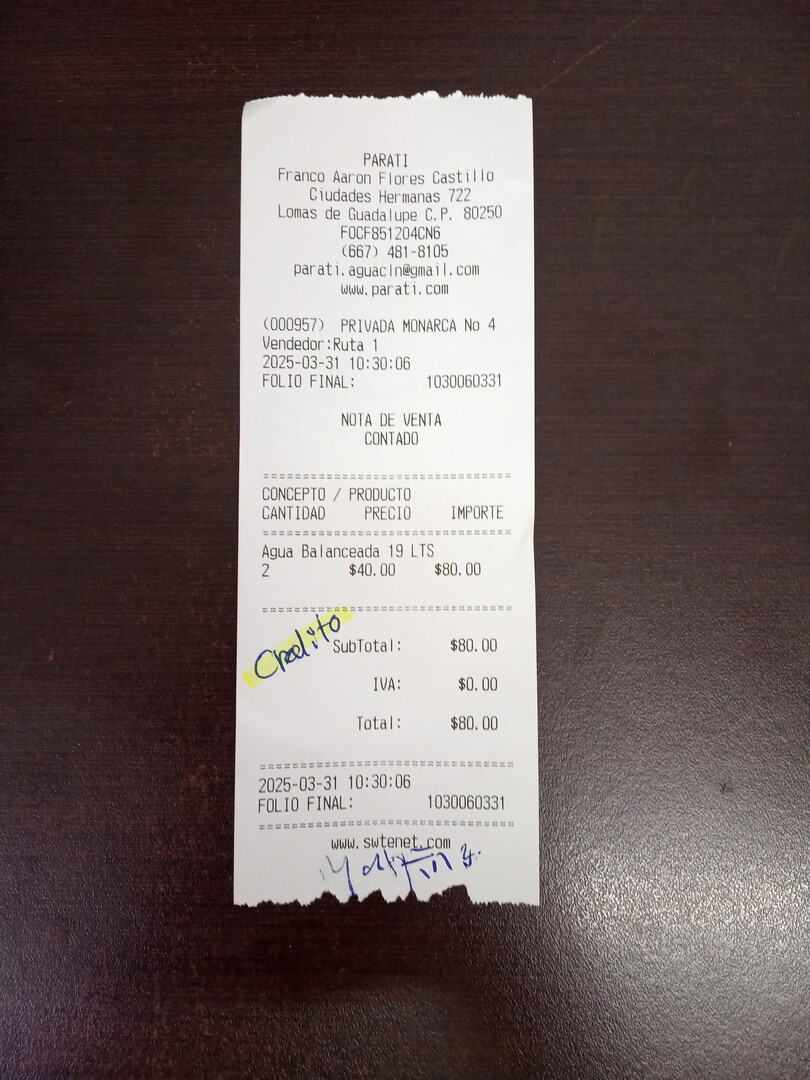 PARATI
Franco Aaron Flores Castillo
Ciudades Hermanas 722
Lomas de Guadalupe C.P. 80250
FOCF851204CN6
(667) 481-8105
parati.aguacln@gmail.com
www.parati.com
(000957) PRIVADA MONARCA No 4
Vendedor:Ruta 1
2025-03-31 10:30:06
FOLIO FINAL: 1030060331
NOTA DE VENTA
CONTADO
CONCEPTO / PRODUCTO
CANTIDAD PRECIO IMPORTE
Agua Balanceada 19 LTS
2 $40.00 $80.00
Credito
SubTotal: $80.00
IVA: $0.00
Total: $80.00
2025-03-31 10:30:06
FOLIO FINAL: 1030060331
www.swtenet.com